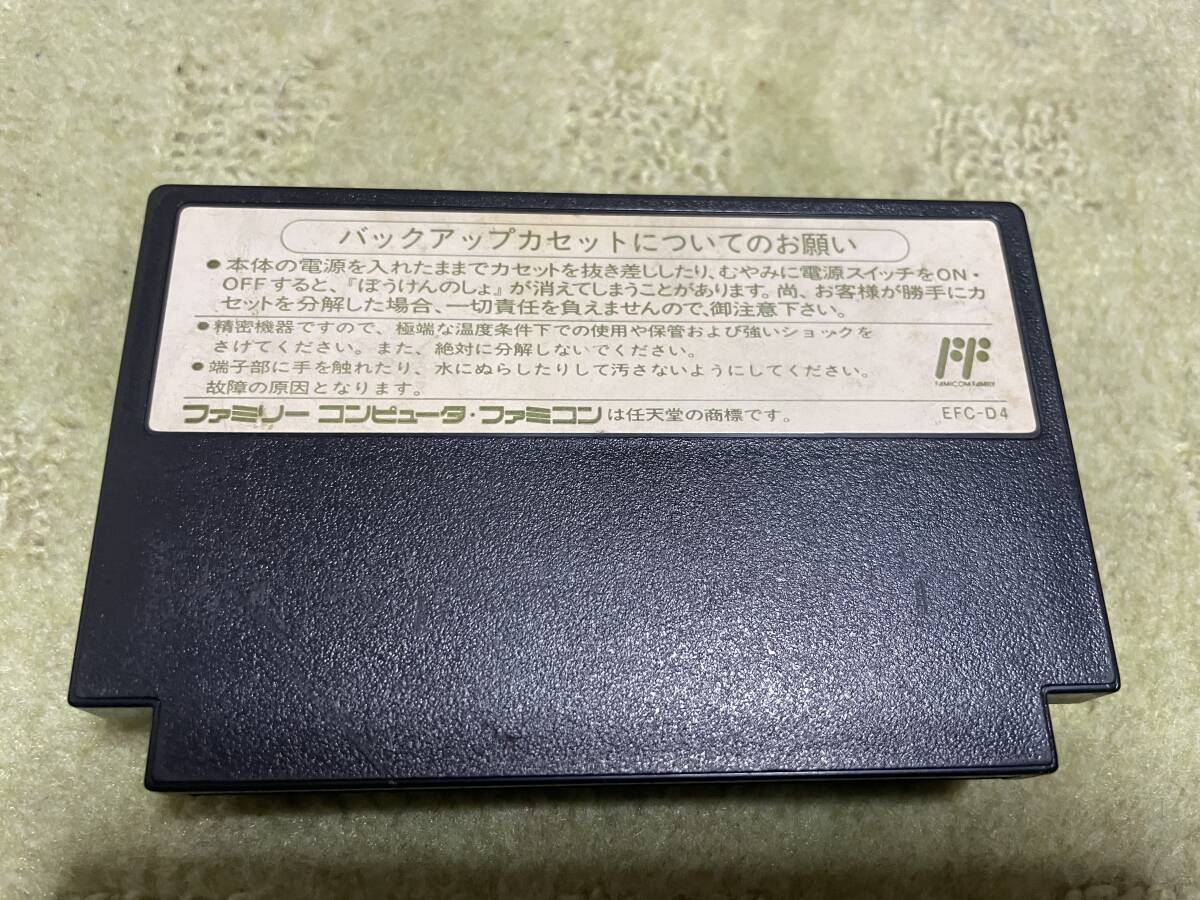 バックアップカセットについてのお願い
●本体の電源を入れたままでカセットを抜き差ししたり、むやみに電源スイッチをON・
OFFすると、『ぼうけんのしょ』が消えてしまうことがあります。尚、お客様が勝手にカ
セットを分解した場合、一切責任を負えませんので、御注意下さい。
●精密機器ですので、極端な温度条件下での使用や保管および強いショックを
さけてください。また、絶対に分解しないでください。
●端子部に手を触れたり、水にぬらしたりして汚さないようにしてください。
故障の原因となります。
FAMICOM FAMILY
ファミリー コンピュータ・ファミコンは任天堂の商標です。
EFC-D4